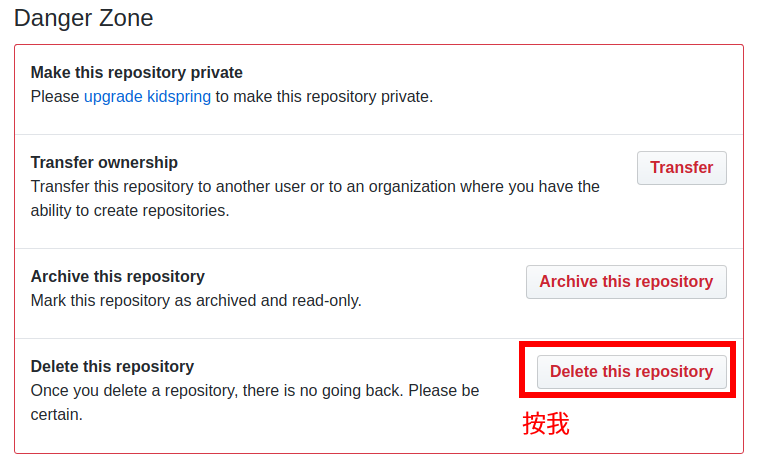 Danger Zone
Make this repository private
Please upgrade kidspring to make this repository private.
Transfer ownership
Transfer this repository to another user or to an organization where you have the
ability to create repositories.
Transfer
Archive this repository
Mark this repository as archived and read-only.
Archive this repository
Delete this repository
Once you delete a repository, there is no going back. Please be
certain.
Delete this repository
按我